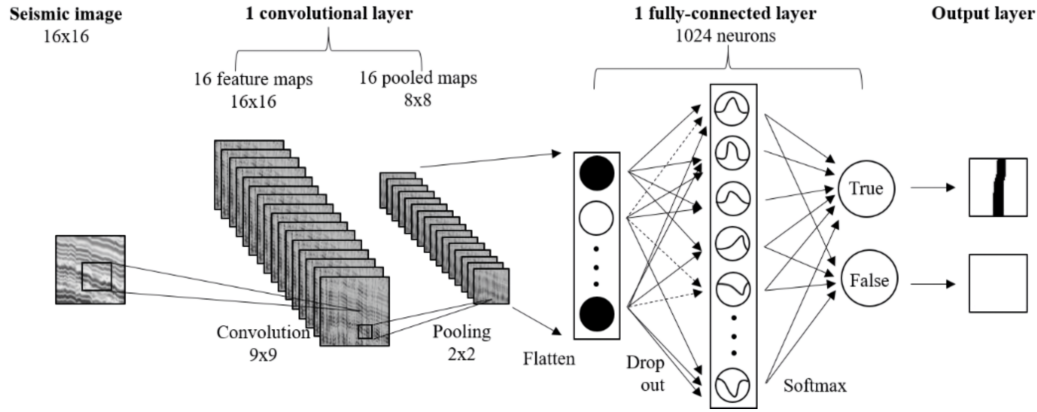 Seismic image
16x16
1 convolutional layer
16 feature maps
16x16
16 pooled maps
8x8
1 fully-connected layer
1024 neurons
Output layer
Convolution
9x9
Pooling
2x2
Flatten
Drop
out
Softmax
True
False